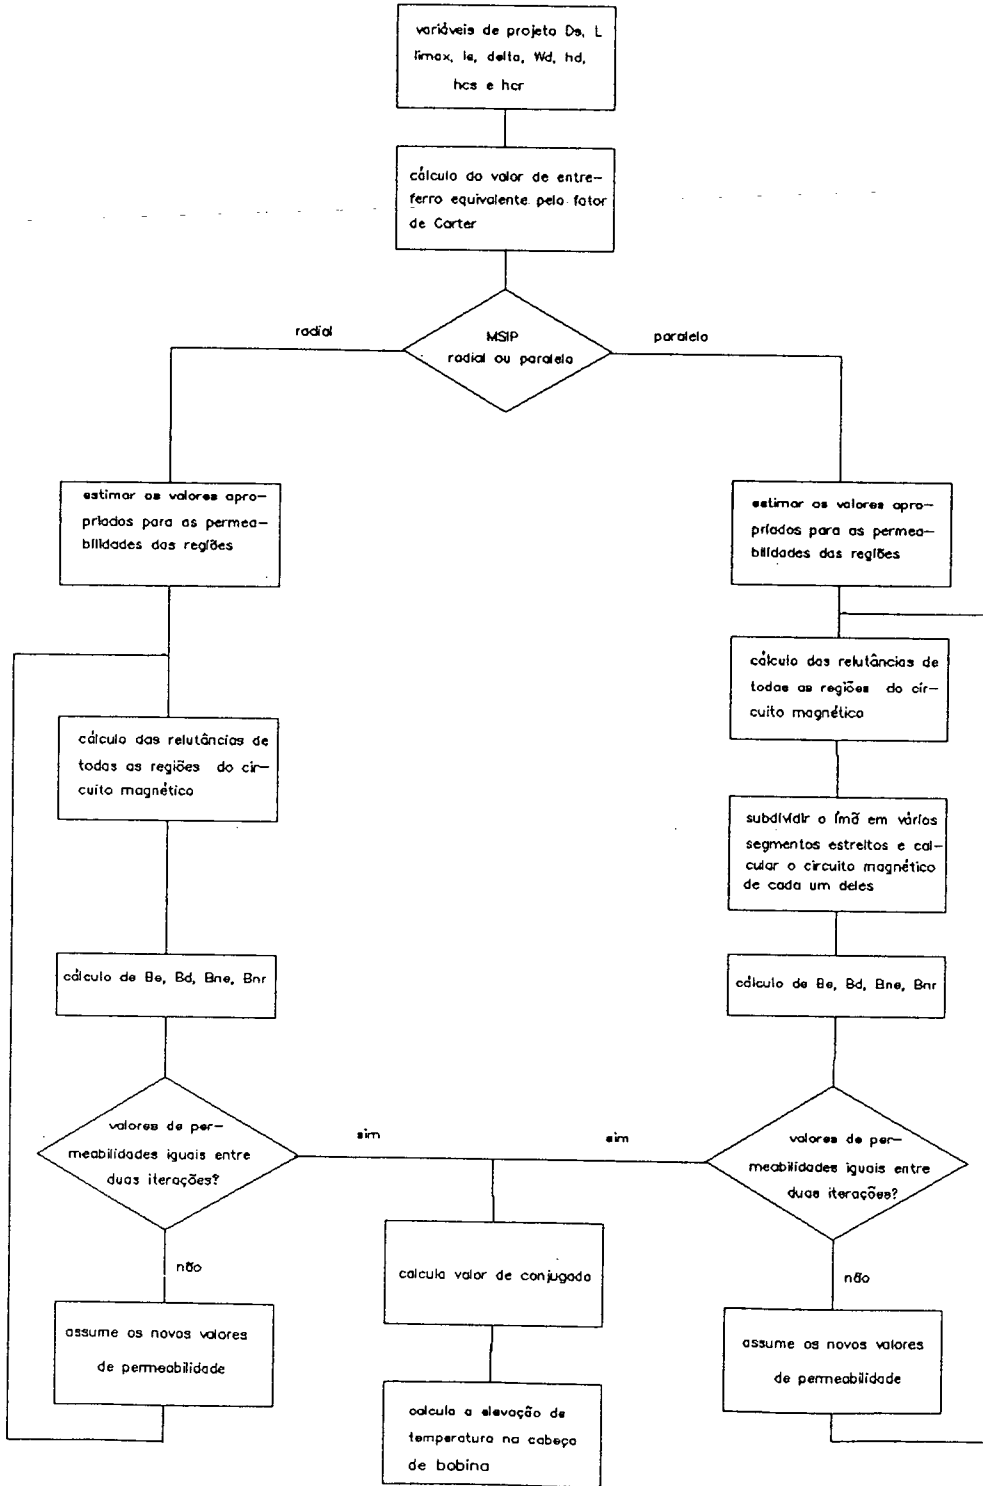 variáveis de projeto Ds, L
limax, le, delta, Wd, hd,
hcs e hcr
cálculo do valor de entre-
ferro equivalente pelo fator
de Carter
MSIP
radial ou paralelo
radial
paralelo
estimar os valores apro-
priados para as permea-
bilidades das regiões
cálculo das relutâncias de
todas as regiões do cir-
cuito magnético
cálculo de Be, Bd, Bne, Bnr
valores de per-
meabilidades iguais entre
duas iterações?
sim
não
assume os novos valores
de permeabilidade
estimar os valores apro-
priados para as permea-
bilidades das regiões
cálculo das relutâncias de
todas as regiões do cír-
cuito magnético
subdividir o ímã em vários
segmentos estreitos e cal-
cular o circuito magnético
de cada um deles
cálculo de Be, Bd, Bne, Bnr
valores de per-
meabilidades iguais entre
duas iterações?
sim
não
assume os novos valores
de permeabilidade
calcula valor de conjugado
calcula a elevação de
temperatura na cabeça
de bobina